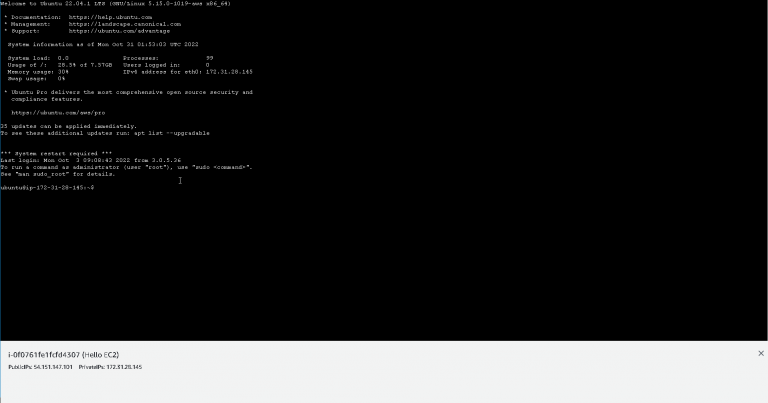 Welcome to Ubuntu 22.04.1 LTS (GNU/Linux 5.15.0-1019-aws x86_64)
* Documentation: https://help.ubuntu.com
* Management: https://landscape.canonical.com
* Support: https://ubuntu.com/advantage
System information as of Mon Oct 31 01:53:03 UTC 2022
System load: 0.0 Processes: 99
Usage of /: 28.3% of 7.57GB Users logged in: 0
Memory usage: 30% IPv4 address for eth0: 172.31.28.145
Swap usage: 0%
* Ubuntu Pro delivers the most comprehensive open source security and
compliance features.
https://ubuntu.com/aws/pro
35 updates can be applied immediately.
To see these additional updates run: apt list --upgradable
*** System restart required ***
Last login: Mon Oct 3 09:08:43 2022 from 3.0.5.36
To run a command as administrator (user "root"), use "sudo <command>".
See "man sudo_root" for details.
ubuntu@ip-172-31-28-145:~$
i-0f0761fe1fcfd4307 (Hello EC2)
PublicIPs: 54.151.147.101 PrivateIPs: 172.31.28.145